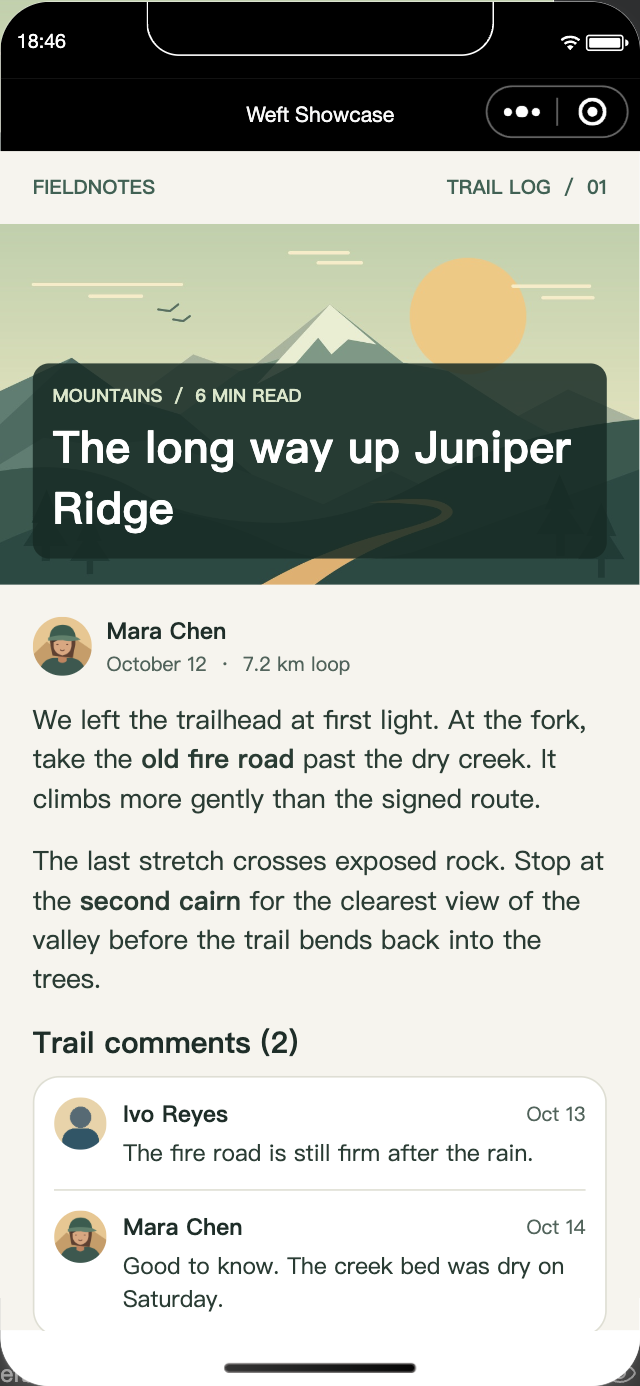 18:46
Weft Showcase
FIELDNOTES
TRAIL LOG / 01
MOUNTAINS / 6 MIN READ
The long way up Juniper
Ridge
Mara Chen
October 12 · 7.2 km loop
We left the trailhead at first light. At the fork,
take the old fire road past the dry creek. It
climbs more gently than the signed route.
The last stretch crosses exposed rock. Stop at
the second cairn for the clearest view of the
valley before the trail bends back into the
trees.
Trail comments (2)
Ivo Reyes
Oct 13
The fire road is still firm after the rain.
Mara Chen
Oct 14
Good to know. The creek bed was dry on
Saturday.